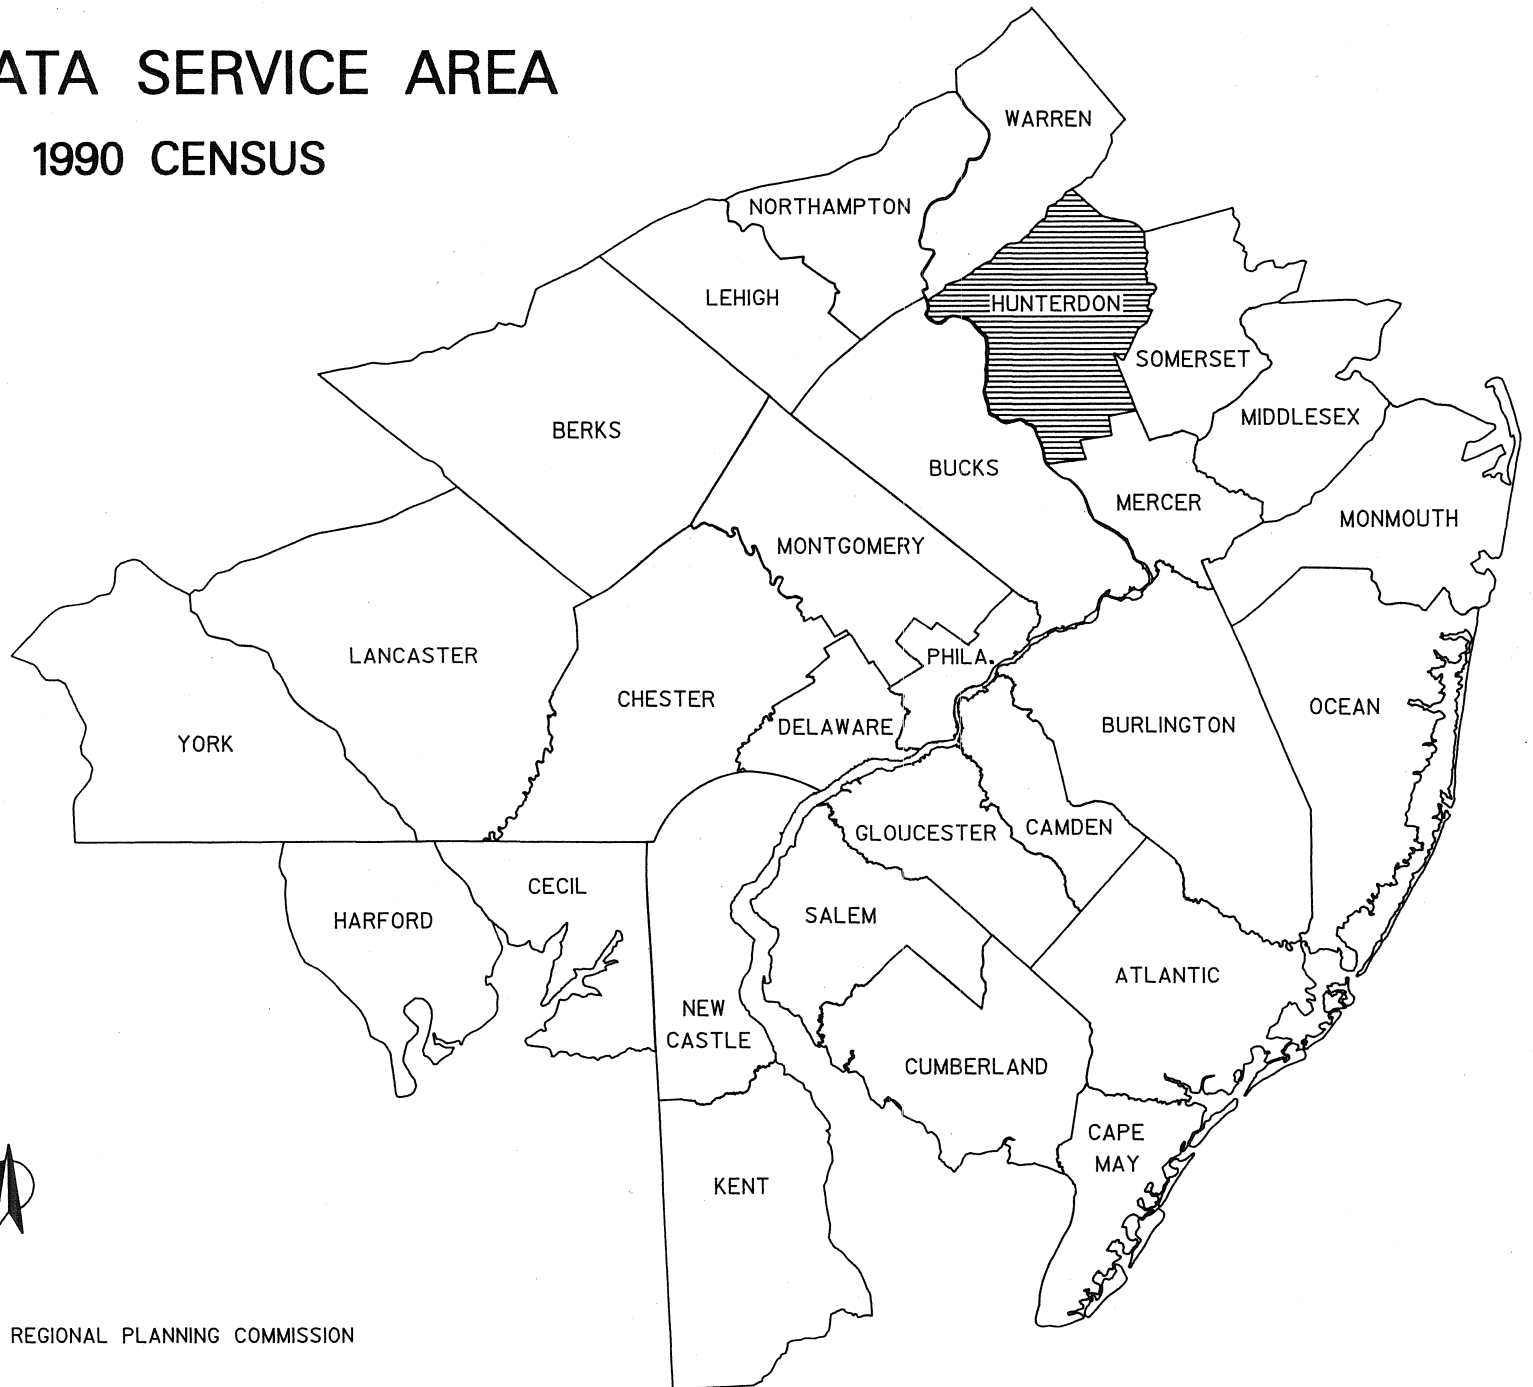 ATA SERVICE AREA
1990 CENSUS
WARREN
NORTHAMPTON
LEHIGH
HUNTERDON
SOMERSET
MIDDLESEX
BERKS
BUCKS
MERCER
MONMOUTH
MONTGOMERY
LANCASTER
PHILA.
CHESTER
DELAWARE
OCEAN
BURLINGTON
YORK
GLOUCESTER
CAMDEN
CECIL
HARFORD
SALEM
ATLANTIC
NEW
CASTLE
CUMBERLAND
CAPE
MAY
KENT
REGIONAL PLANNING COMMISSION